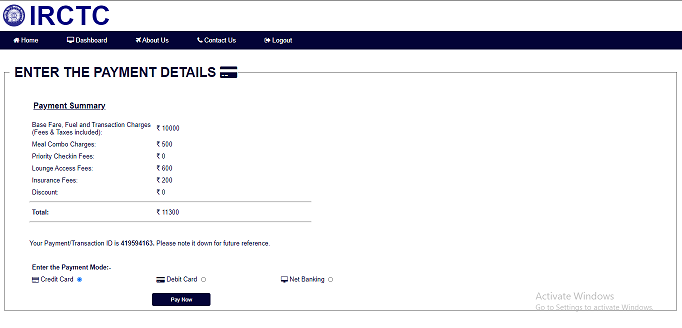 IRCTC
Home Dashboard About Us Contact Us Logout
ENTER THE PAYMENT DETAILS
Payment Summary
Base Fare, Fuel and Transaction Charges
(Fees & Taxes included): ₹ 10000
Meal Combo Charges: ₹ 500
Priority Checkin Fees: ₹ 0
Lounge Access Fees: ₹ 600
Insurance Fees: ₹ 200
Discount: ₹ 0
Total: ₹ 11300
Your Payment/Transaction ID is 419594163. Please note it down for future reference.
Enter the Payment Mode:-
Credit Card Debit Card Net Banking
Pay Now
Activate Windows
Go to Settings to activate Windows.